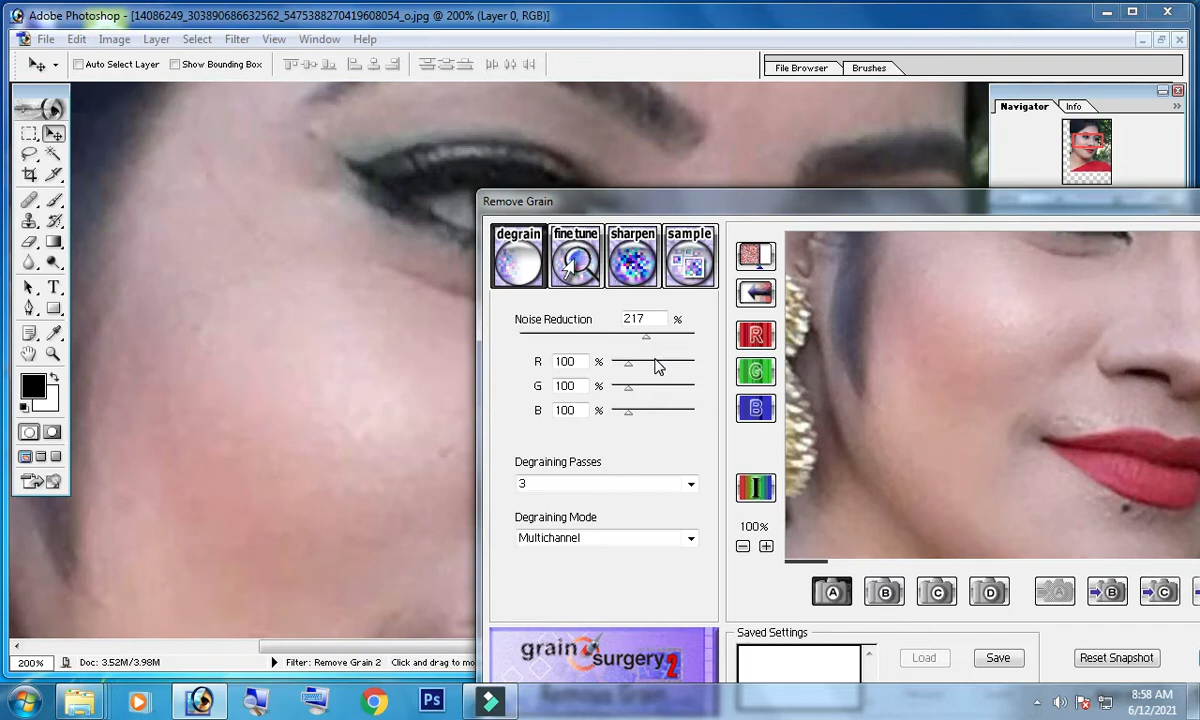 Adobe Photoshop - [14086249_303890686632562_5475388270419608054_o.jpg @ 200% (Layer 0, RGB)]
File Edit Image Layer Select Filter View Window Help
Auto Select Layer Show Bounding Box
File Browser Brushes
Navigator Info
Remove Grain
degrain fine tune sharpen sample
Noise Reduction 217 %
R 100 %
G 100 %
B 100 %
Degraining Passes
3
Degraining Mode
Multichannel
R
G
B
I
100%
A B C D A B C
grain surgery 2
Saved Settings
Load Save Reset Snapshot
200% Doc: 3.52M/3.98M Filter: Remove Grain 2 Click and drag to mo
Ps
8:58 AM
6/12/2021